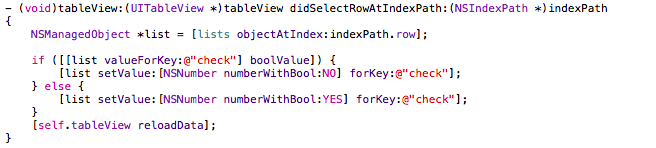 - (void)tableView:(UITableView *)tableView didSelectRowAtIndexPath:(NSIndexPath *)indexPath
{
    NSManagedObject *list = [lists objectAtIndex:indexPath.row];

    if ([[list valueForKey:@"check"] boolValue]) {
        [list setValue:[NSNumber numberWithBool:NO] forKey:@"check"];
    } else {
        [list setValue:[NSNumber numberWithBool:YES] forKey:@"check"];
    }
    [self.tableView reloadData];
}